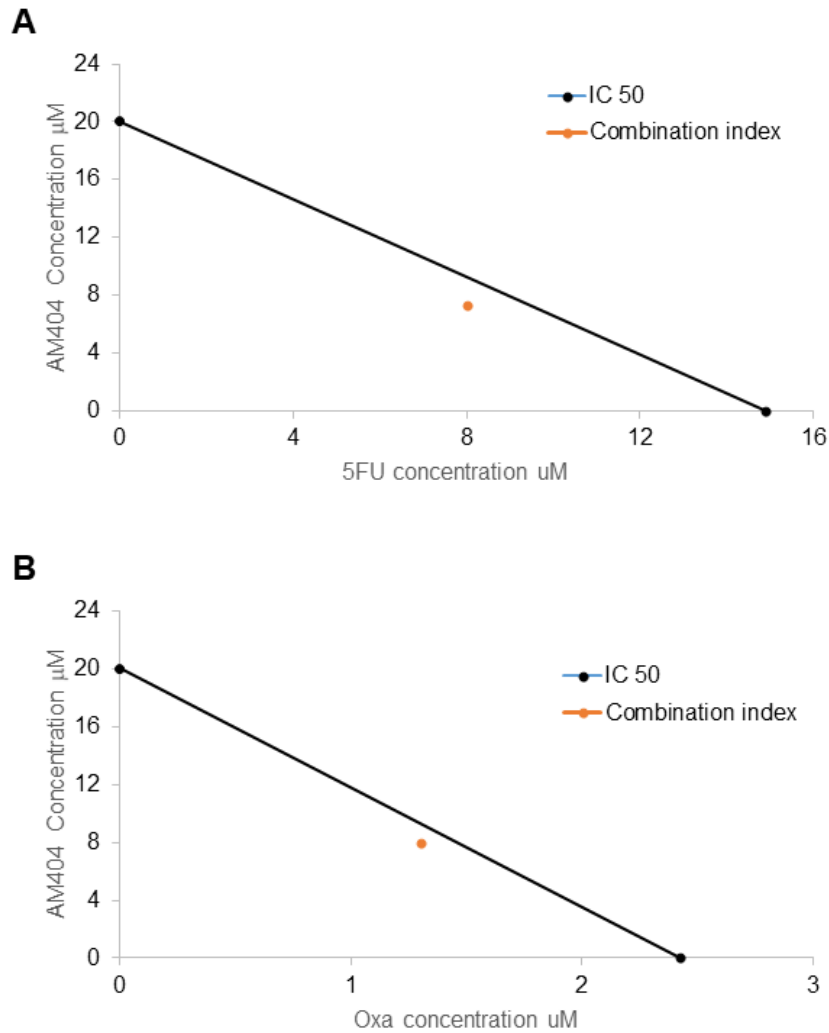 A
24
20
16
12
8
4
0
AM404 Concentration μM
IC 50
Combination index
0 4 8 12 16
5FU concentration uM
B
24
20
16
12
8
4
0
AM404 Concentration μM
IC 50
Combination index
0 1 2 3
Oxa concentration uM